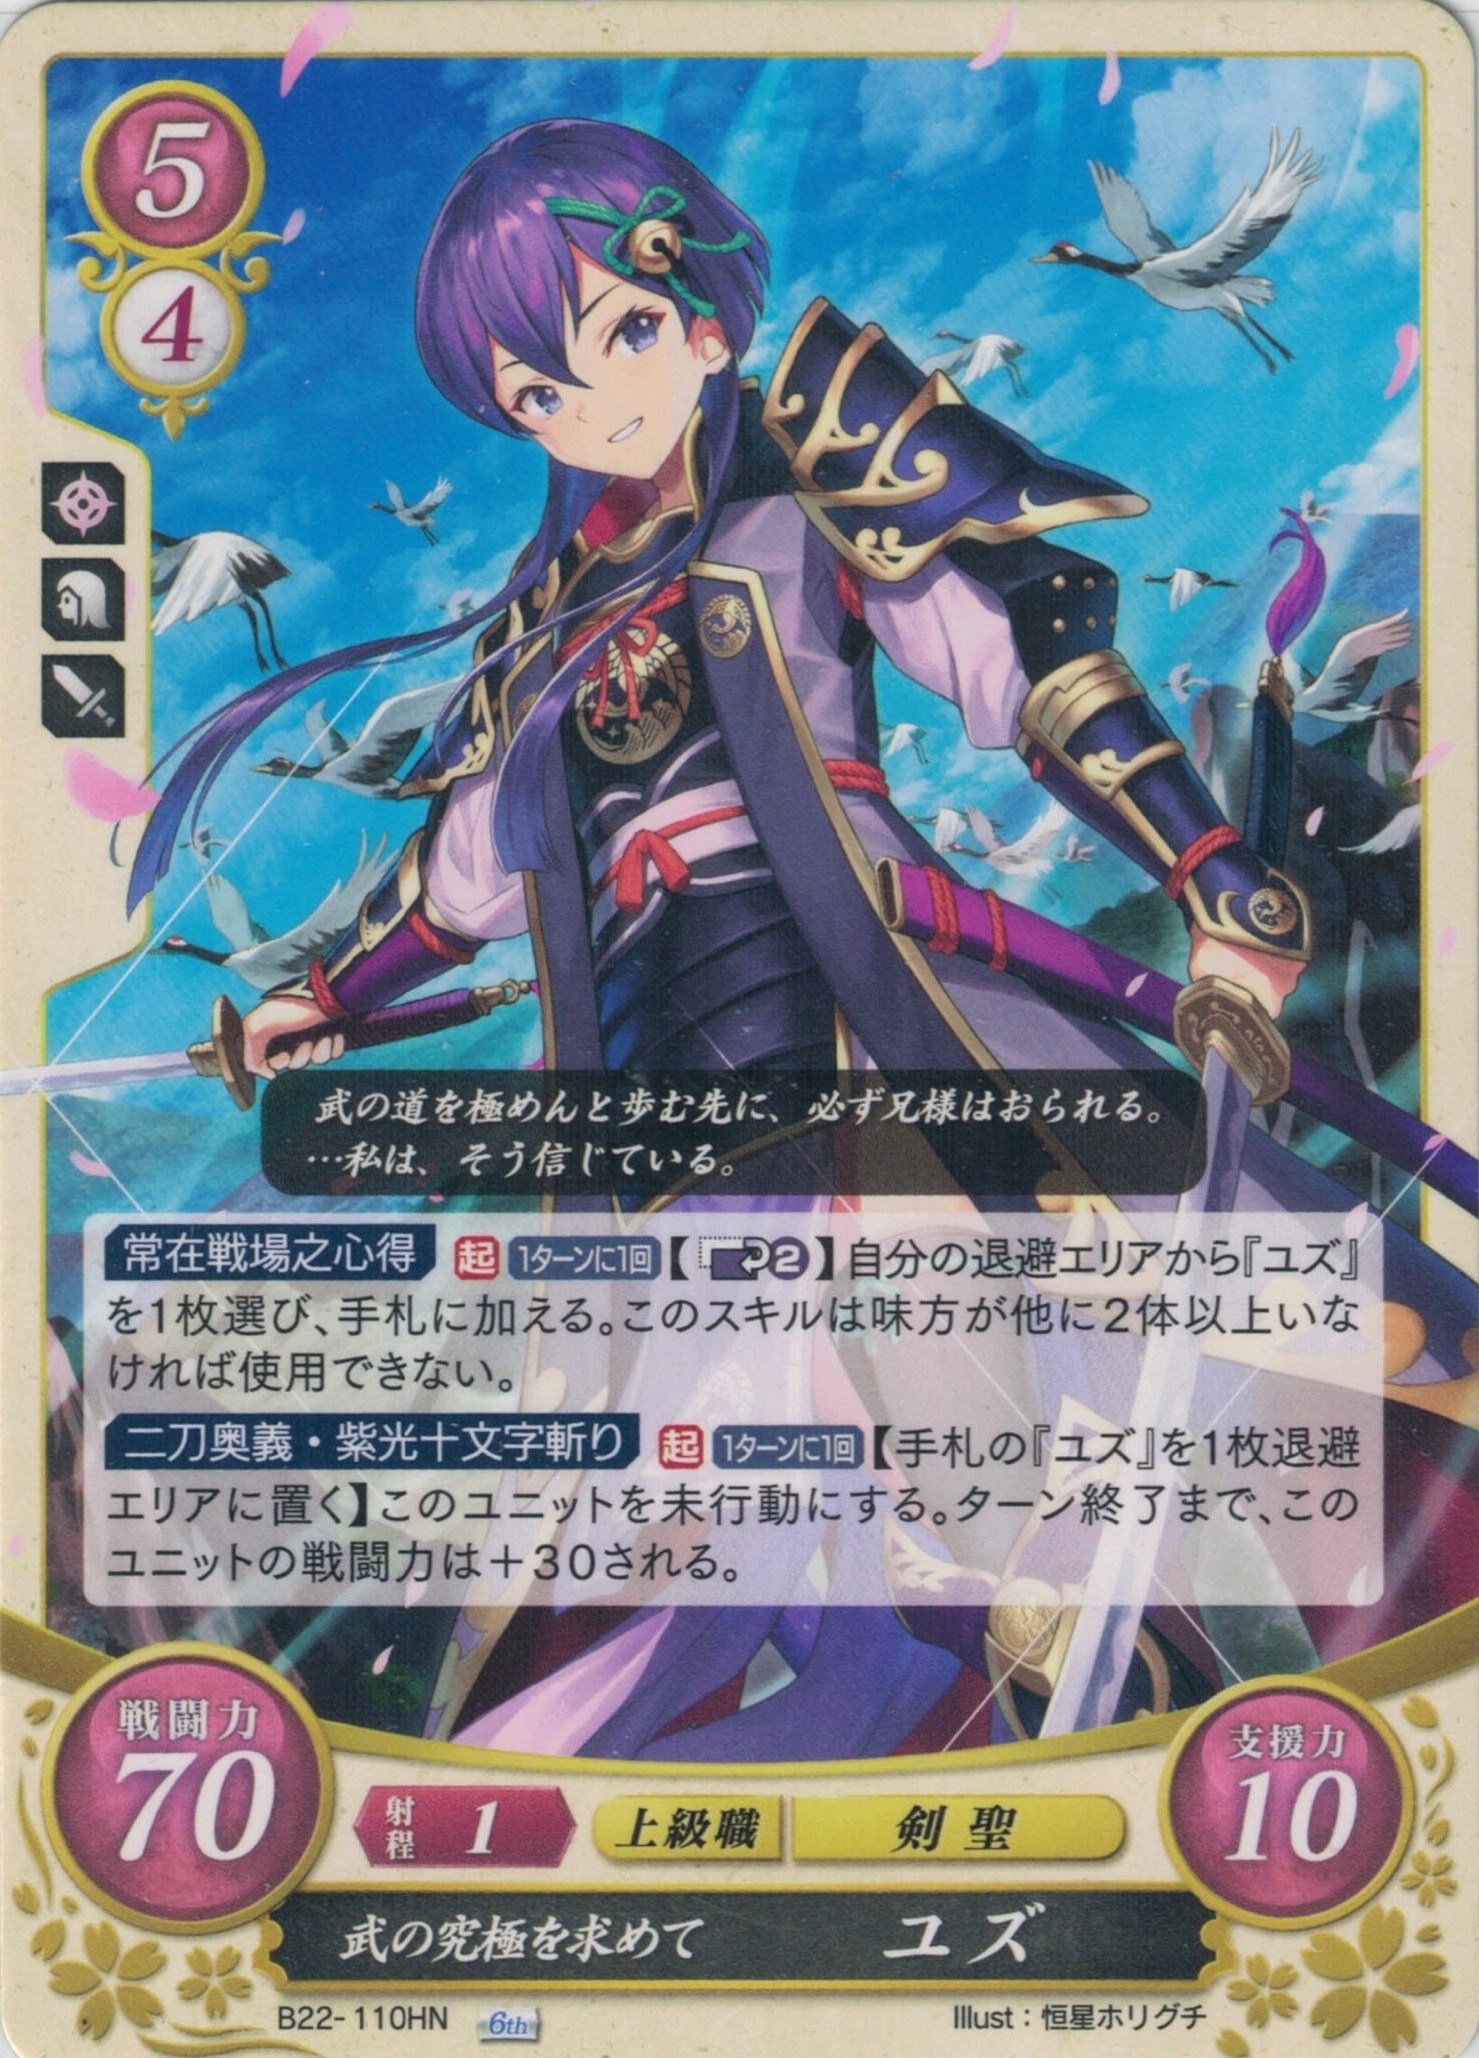 5
4
武の道を極めんと歩む先に、必ず兄様はおられる。
…私は、そう信じている。
常在戦場之心得 起 1ターンに1回【 2】自分の退避エリアから『ユズ』
を1枚選び、手札に加える。このスキルは味方が他に2体以上いな
ければ使用できない。
二刀奥義・紫光十文字斬り 起 1ターンに1回【手札の『ユズ』を1枚退避
エリアに置く】このユニットを未行動にする。ターン終了まで、この
ユニットの戦闘力は＋30される。
戦闘力
70
射程 1 上級職 剣聖
支援力
10
武の究極を求めて ユズ
B22-110HN 6th Illust：恒星ホリグチ